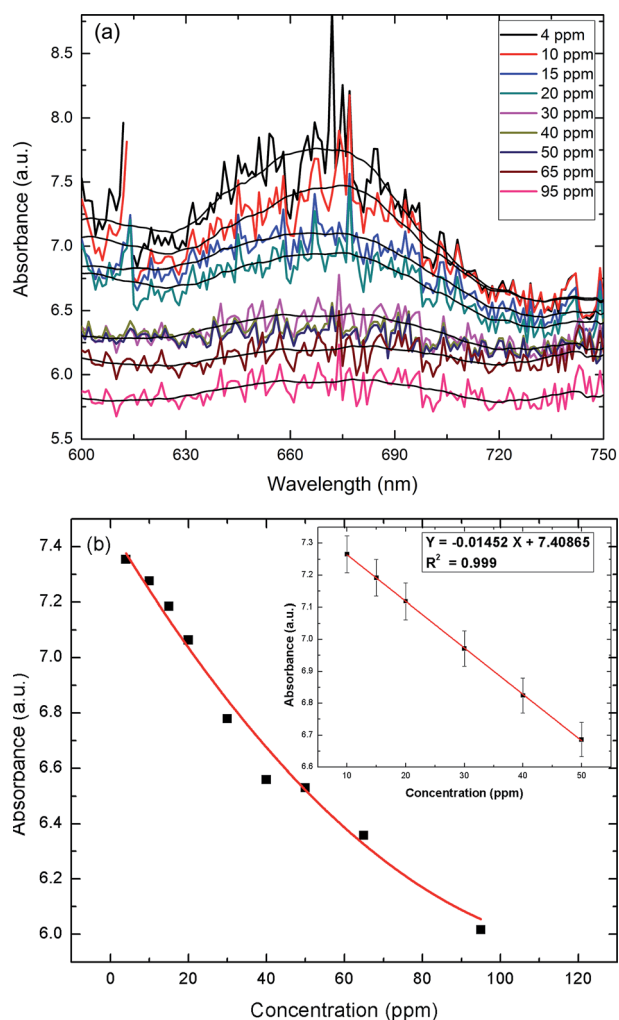 (a)
4 ppm
10 ppm
15 ppm
20 ppm
30 ppm
40 ppm
50 ppm
65 ppm
95 ppm
Absorbance (a.u.)
8.5
8.0
7.5
7.0
6.5
6.0
5.5
600 630 660 690 720 750
Wavelength (nm)
(b)
Absorbance (a.u.)
7.4
7.2
7.0
6.8
6.6
6.4
6.2
6.0
Y = -0.01452 X + 7.40865
R² = 0.999
Absorbance (a.u.)
7.3
7.2
7.1
7.0
6.9
6.8
6.7
6.6
10 20 30 40 50
Concentration (ppm)
0 20 40 60 80 100 120
Concentration (ppm)